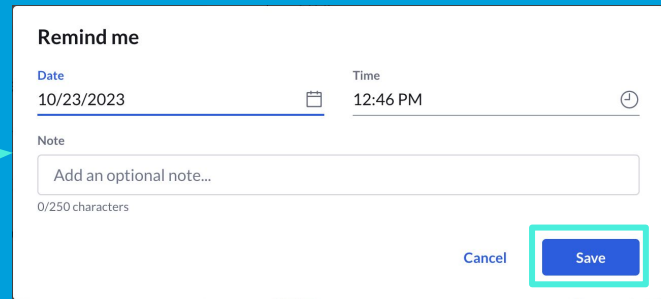 Remind me
Date Time
10/23/2023 12:46 PM
Note
Add an optional note...
0/250 characters
Cancel Save